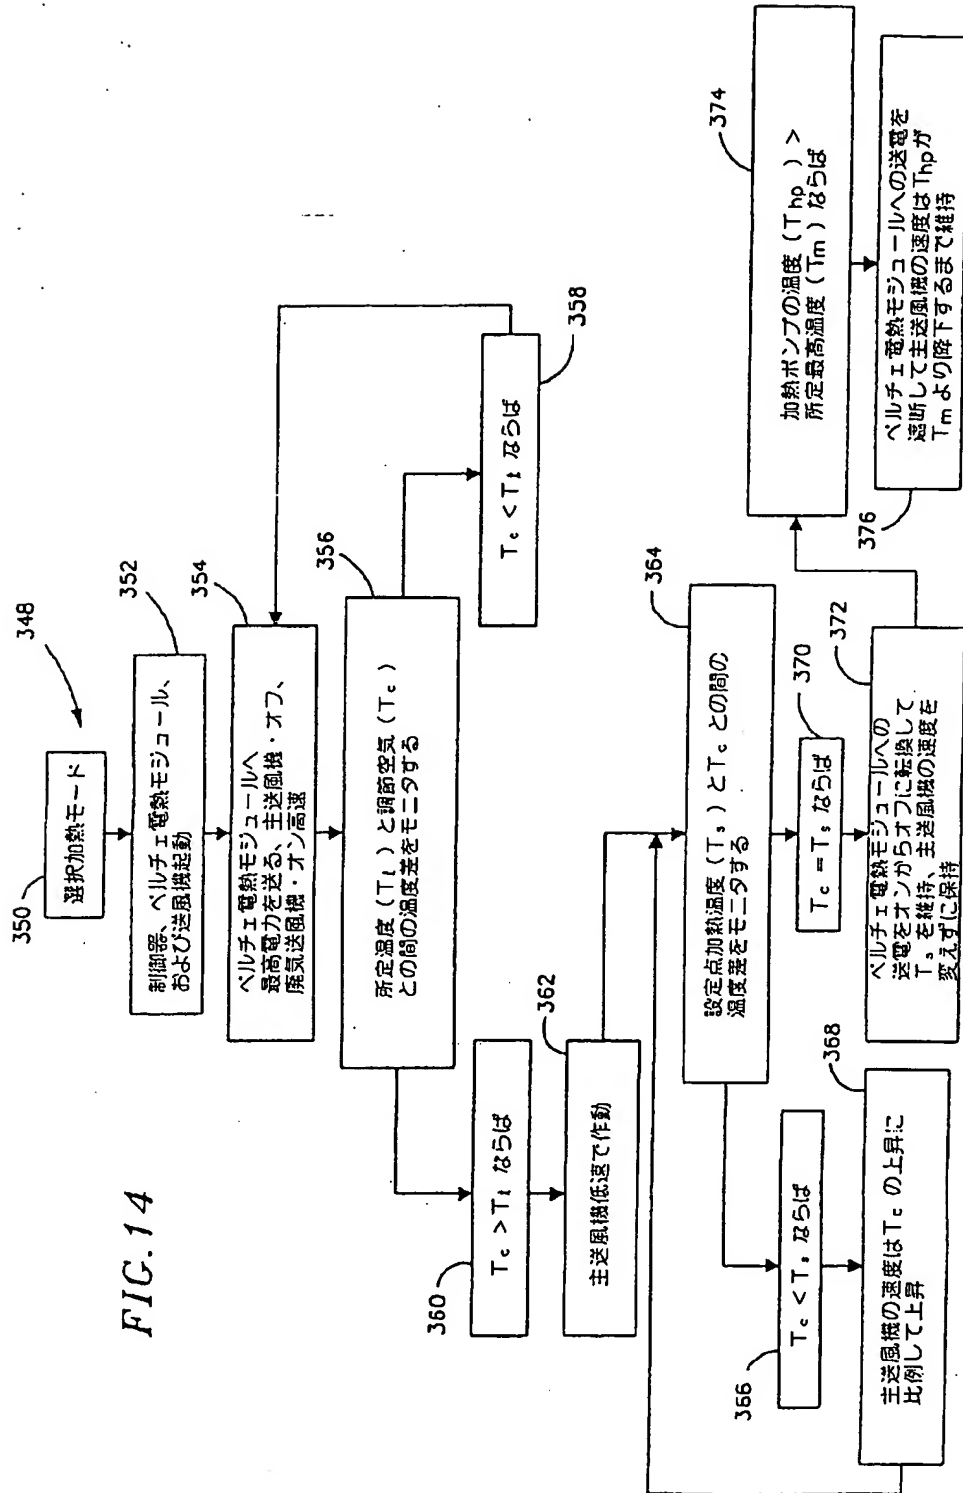 FIG.14
348
350
選択加熱モード
352
制御器、ペルチェ電熱モジュール、
および送風機起動
354
ペルチェ電熱モジュールへ
最高電力を送る、主送風機・オフ、
廃気送風機・オン高速
356
所定温度(Tl)と調節空気(Tc)
との間の温度差をモニタする
358
Tc<Tlならば
360
Tc>Tlならば
362
主送風機低速で作動
364
設定点加熱温度(Ts)とTcとの間の
温度差をモニタする
366
Tc<Tsならば
368
主送風機の速度はTcの上昇に
比例して上昇
370
Tc=Tsならば
372
ペルチェ電熱モジュールへの
送電をオンからオフに転換して
Tsを維持、主送風機の速度を
変えずに保持
374
加熱ポンプの温度(Thp)>
所定最高温度(Tm)ならば
376
ペルチェ電熱モジュールへの送電を
遮断して主送風機の速度はThpが
Tmより降下するまで維持